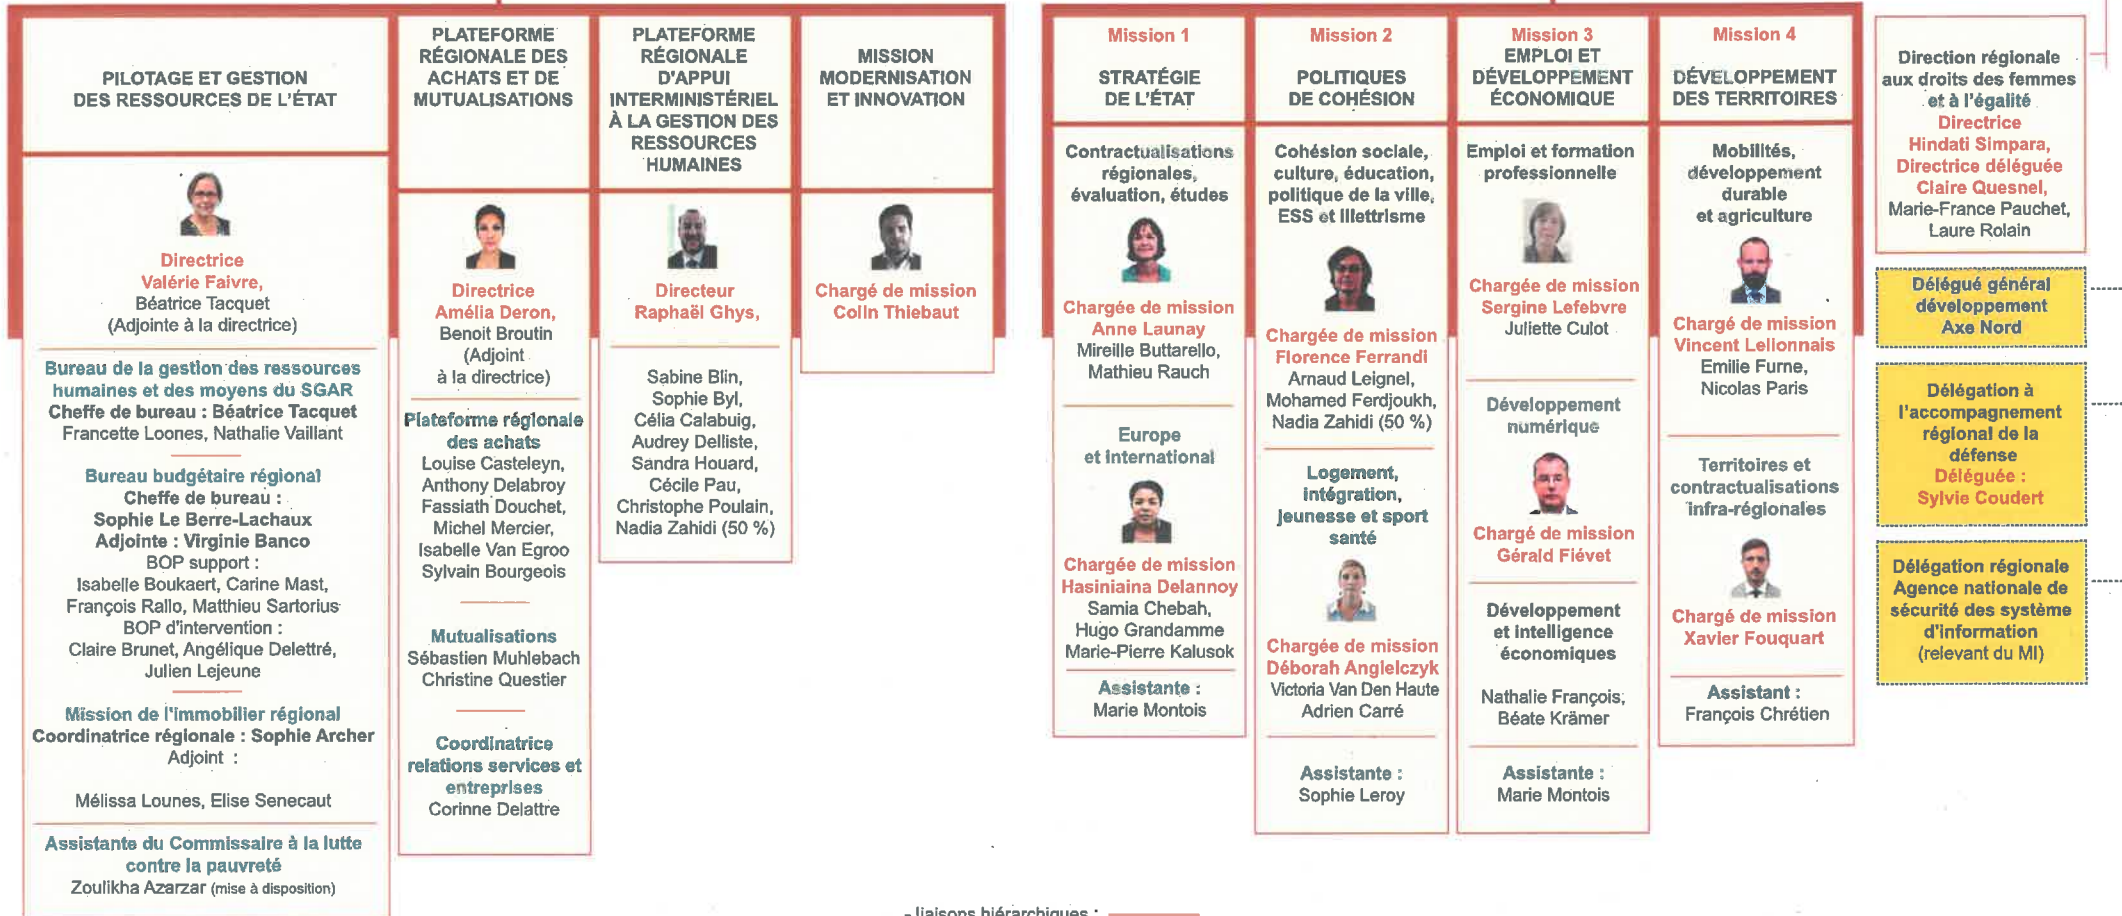 PILOTAGE ET GESTION
DES RESSOURCES DE L'ÉTAT
Directrice
Valérie Faivre,
Béatrice Tacquet
(Adjointe à la directrice)
Bureau de la gestion des ressources
humaines et des moyens du SGAR
Cheffe de bureau : Béatrice Tacquet
Francette Loones, Nathalie Vaillant
Bureau budgétaire régional
Cheffe de bureau :
Sophie Le Berre-Lachaux
Adjointe : Virginie Banco
BOP support :
Isabelle Boukaert, Carine Mast,
François Rallo, Matthieu Sartorius
BOP d'intervention :
Claire Brunet, Angélique Delettré,
Julien Lejeune
Mission de l'immobilier régional
Coordinatrice régionale : Sophie Archer
Adjoint :
Mélissa Lounes, Elise Senecaut
Assistante du Commissaire à la lutte
contre la pauvreté
Zoulikha Azarzar (mise à disposition)
PLATEFORME
RÉGIONALE DES
ACHATS ET DE
MUTUALISATIONS
Directrice
Amélia Deron,
Benoit Broutin
(Adjoint
à la directrice)
Plateforme régionale
des achats
Louise Casteleyn,
Anthony Delabroy
Fassiath Douchet,
Michel Mercier,
Isabelle Van Egroo
Sylvain Bourgeois
Mutualisations
Sébastien Muhlebach
Christine Questier
Coordinatrice
relations services et
entreprises
Corinne Delattre
PLATEFORME
RÉGIONALE
D'APPUI
INTERMINISTÉRIEL
À LA GESTION DES
RESSOURCES
HUMAINES
Directeur
Raphaël Ghys,
Sabine Blin,
Sophie Byl,
Célia Calabuig,
Audrey Delliste,
Sandra Houard,
Cécile Pau,
Christophe Poulain,
Nadia Zahidi (50 %)
MISSION
MODERNISATION
ET INNOVATION
Chargé de mission
Colin Thiebaut
Mission 1
STRATÉGIE
DE L'ÉTAT
Contractualisations
régionales,
évaluation, études
Chargée de mission
Anne Launay
Mireille Buttarello,
Mathieu Rauch
Europe
et International
Chargée de mission
Hasiniaina Delannoy
Samia Chebah,
Hugo Grandamme
Marie-Pierre Kalusok
Assistante :
Marie Montois
Mission 2
POLITIQUES
DE COHÉSION
Cohésion sociale,
culture, éducation,
politique de la ville,
ESS et Illettrisme
Chargée de mission
Florence Ferrandi
Arnaud Leignel,
Mohamed Ferdjoukh,
Nadia Zahidi (50 %)
Logement,
intégration,
jeunesse et sport
santé
Chargée de mission
Déborah Angielczyk
Victoria Van Den Haute
Adrien Carré
Assistante :
Sophie Leroy
Mission 3
EMPLOI ET
DÉVELOPPEMENT
ÉCONOMIQUE
Emploi et formation
professionnelle
Chargée de mission
Sergine Lefebvre
Juliette Culot
Développement
numérique
Chargé de mission
Gérald Fiévet
Développement
et intelligence
économiques
Nathalie François,
Béate Krämer
Assistante :
Marie Montois
Mission 4
DÉVELOPPEMENT
DES TERRITOIRES
Mobilités,
développement
durable
et agriculture
Chargé de mission
Vincent Lelionnais
Emilie Furne,
Nicolas Paris
Territoires et
contractualisations
infra-régionales
Chargé de mission
Xavier Fouquart
Assistant :
François Chrétien
Direction régionale
aux droits des femmes
et à l'égalité
Directrice
Hindati Simpara,
Directrice déléguée
Claire Quesnel,
Marie-France Pauchet,
Laure Rolain
Délégué général
développement
Axe Nord
Délégation à
l'accompagnement
régional de la
défense
Déléguée :
Sylvie Coudert
Délégation régionale
Agence nationale de
sécurité des système
d'information
(relevant du MI)
- liaisons hiérarchiques :